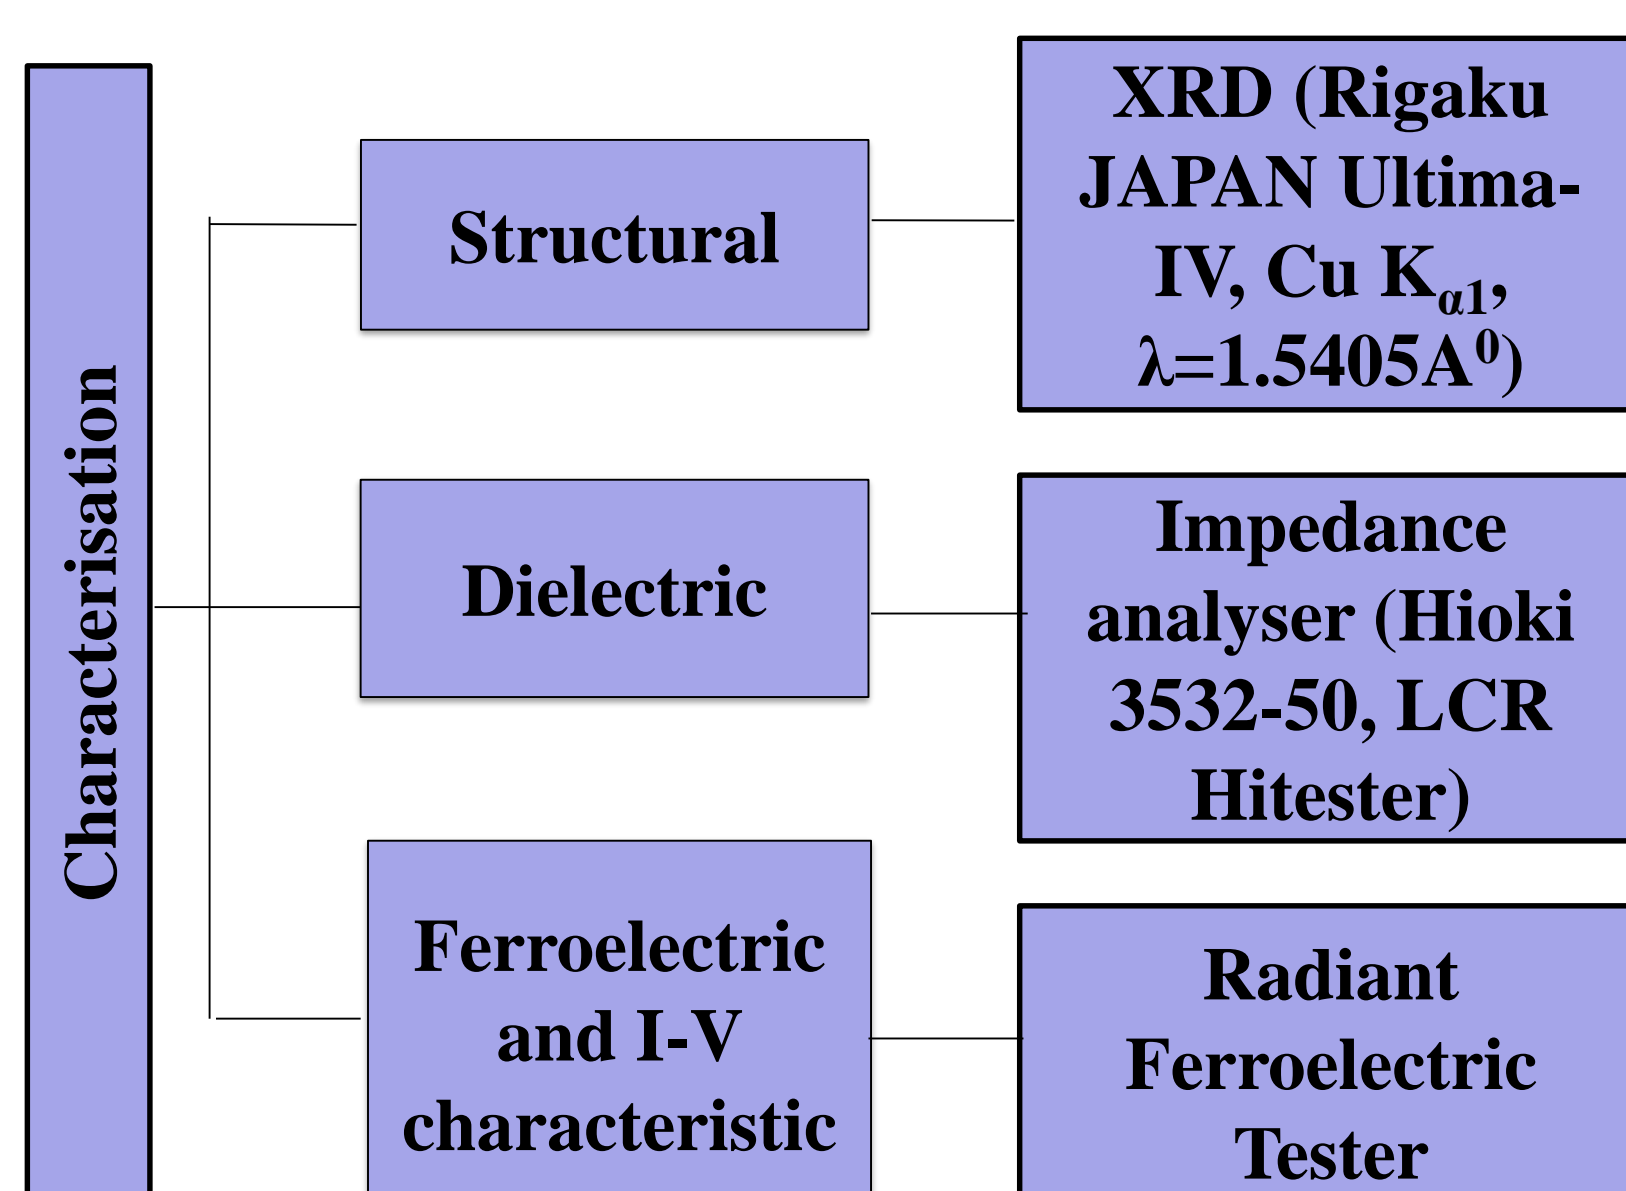 Characterisation
Structural
XRD (Rigaku
JAPAN Ultima-
IV, Cu Kα1,
λ=1.5405A⁰)
Dielectric
Impedance
analyser (Hioki
3532-50, LCR
Hitester)
Ferroelectric
and I-V
characteristic
Radiant
Ferroelectric
Tester